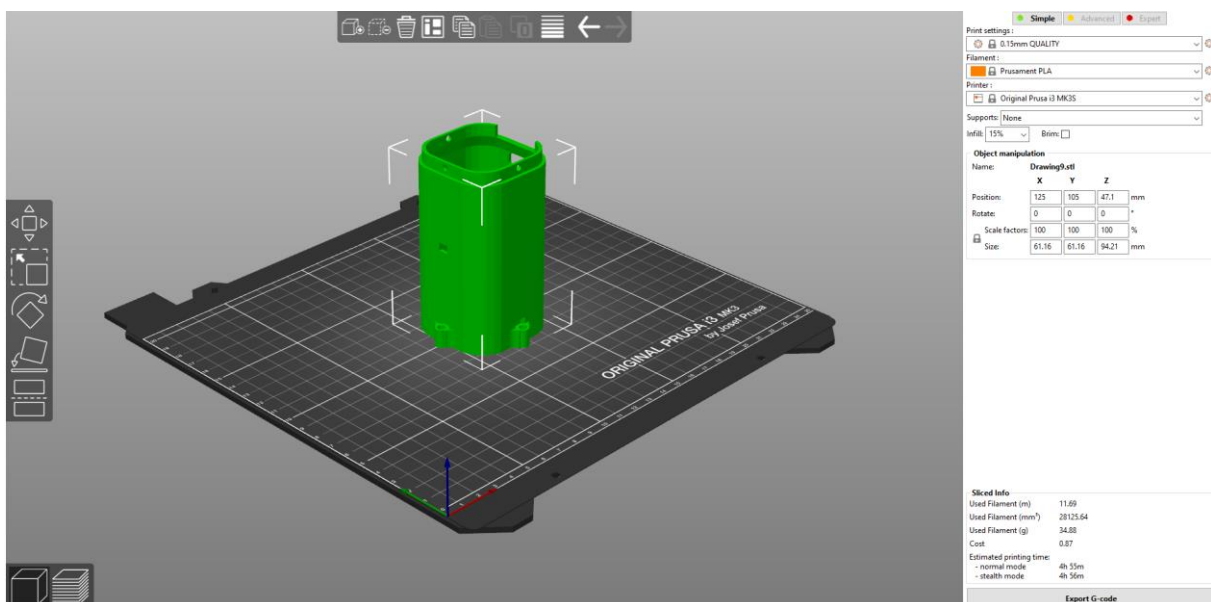 Simple Advanced Expert
Print settings :
0.15mm QUALITY
Filament :
Prusament PLA
Printer :
Original Prusa i3 MK3S
Supports: None
Infill: 15% Brim:
Object manipulation
Name: Drawing9.stl
X Y Z
Position: 125 105 47.1 mm
Rotate: 0 0 0 °
Scale factors: 100 100 100 %
Size: 61.16 61.16 94.21 mm
ORIGINAL PRUSA i3 MK3
by Josef Prusa
Sliced Info
Used Filament (m) 11.69
Used Filament (mm³) 28125.64
Used Filament (g) 34.88
Cost 0.87
Estimated printing time:
- normal mode 4h 55m
- stealth mode 4h 56m
Export G-code